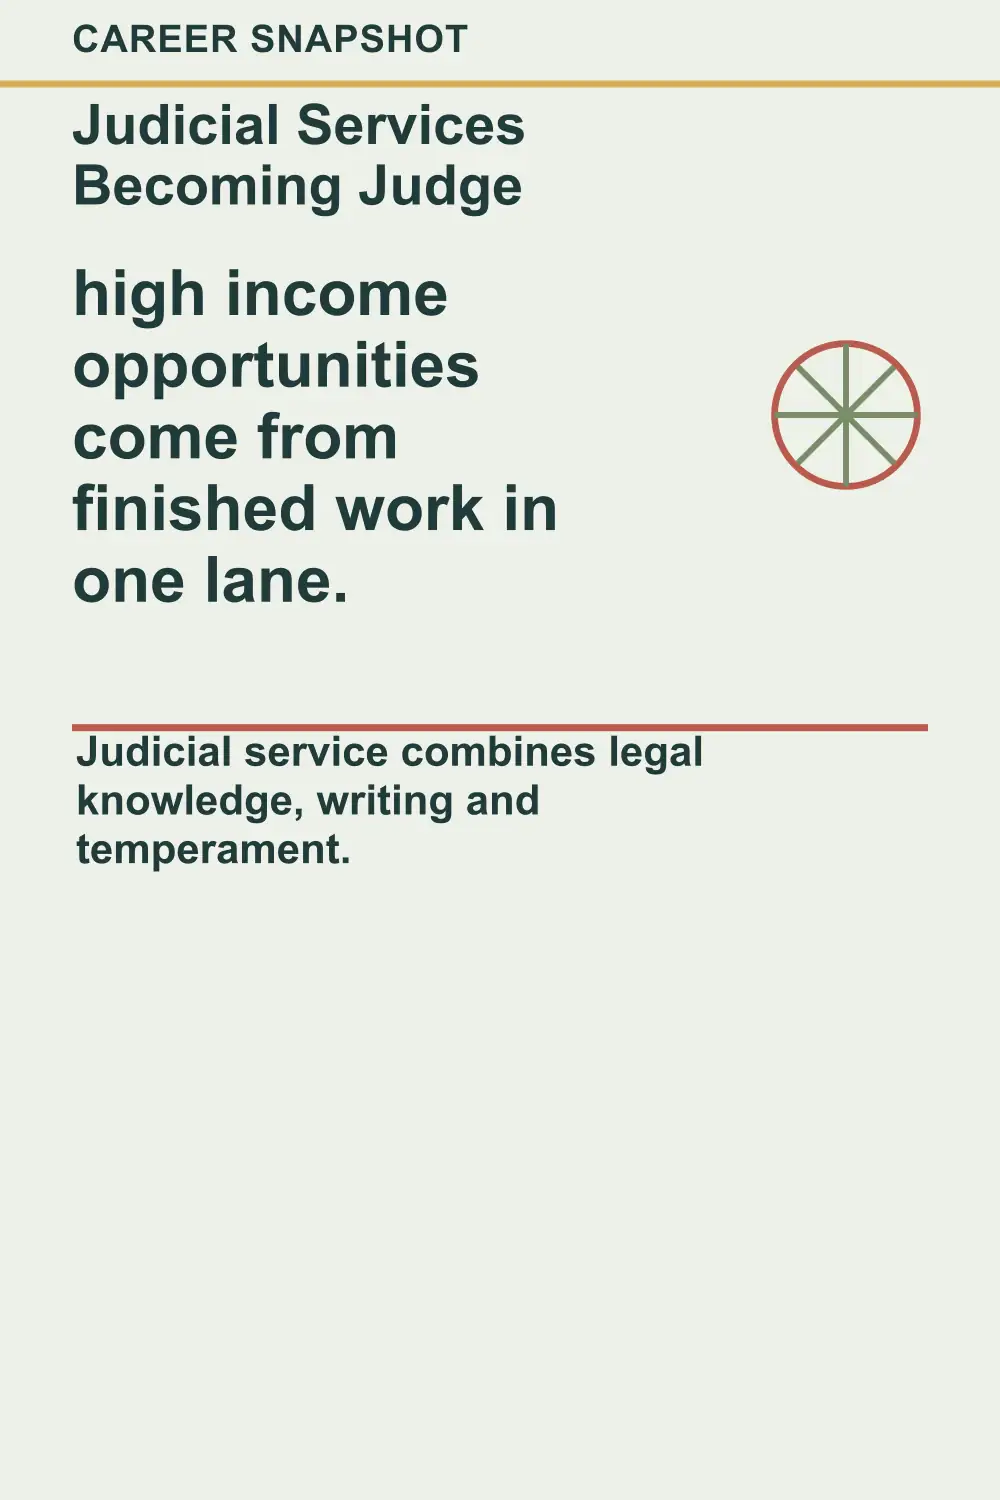 CAREER SNAPSHOT
Judicial Services
Becoming Judge
high income
opportunities
come from
finished work in
one lane.
Judicial service combines legal
knowledge, writing and
temperament.